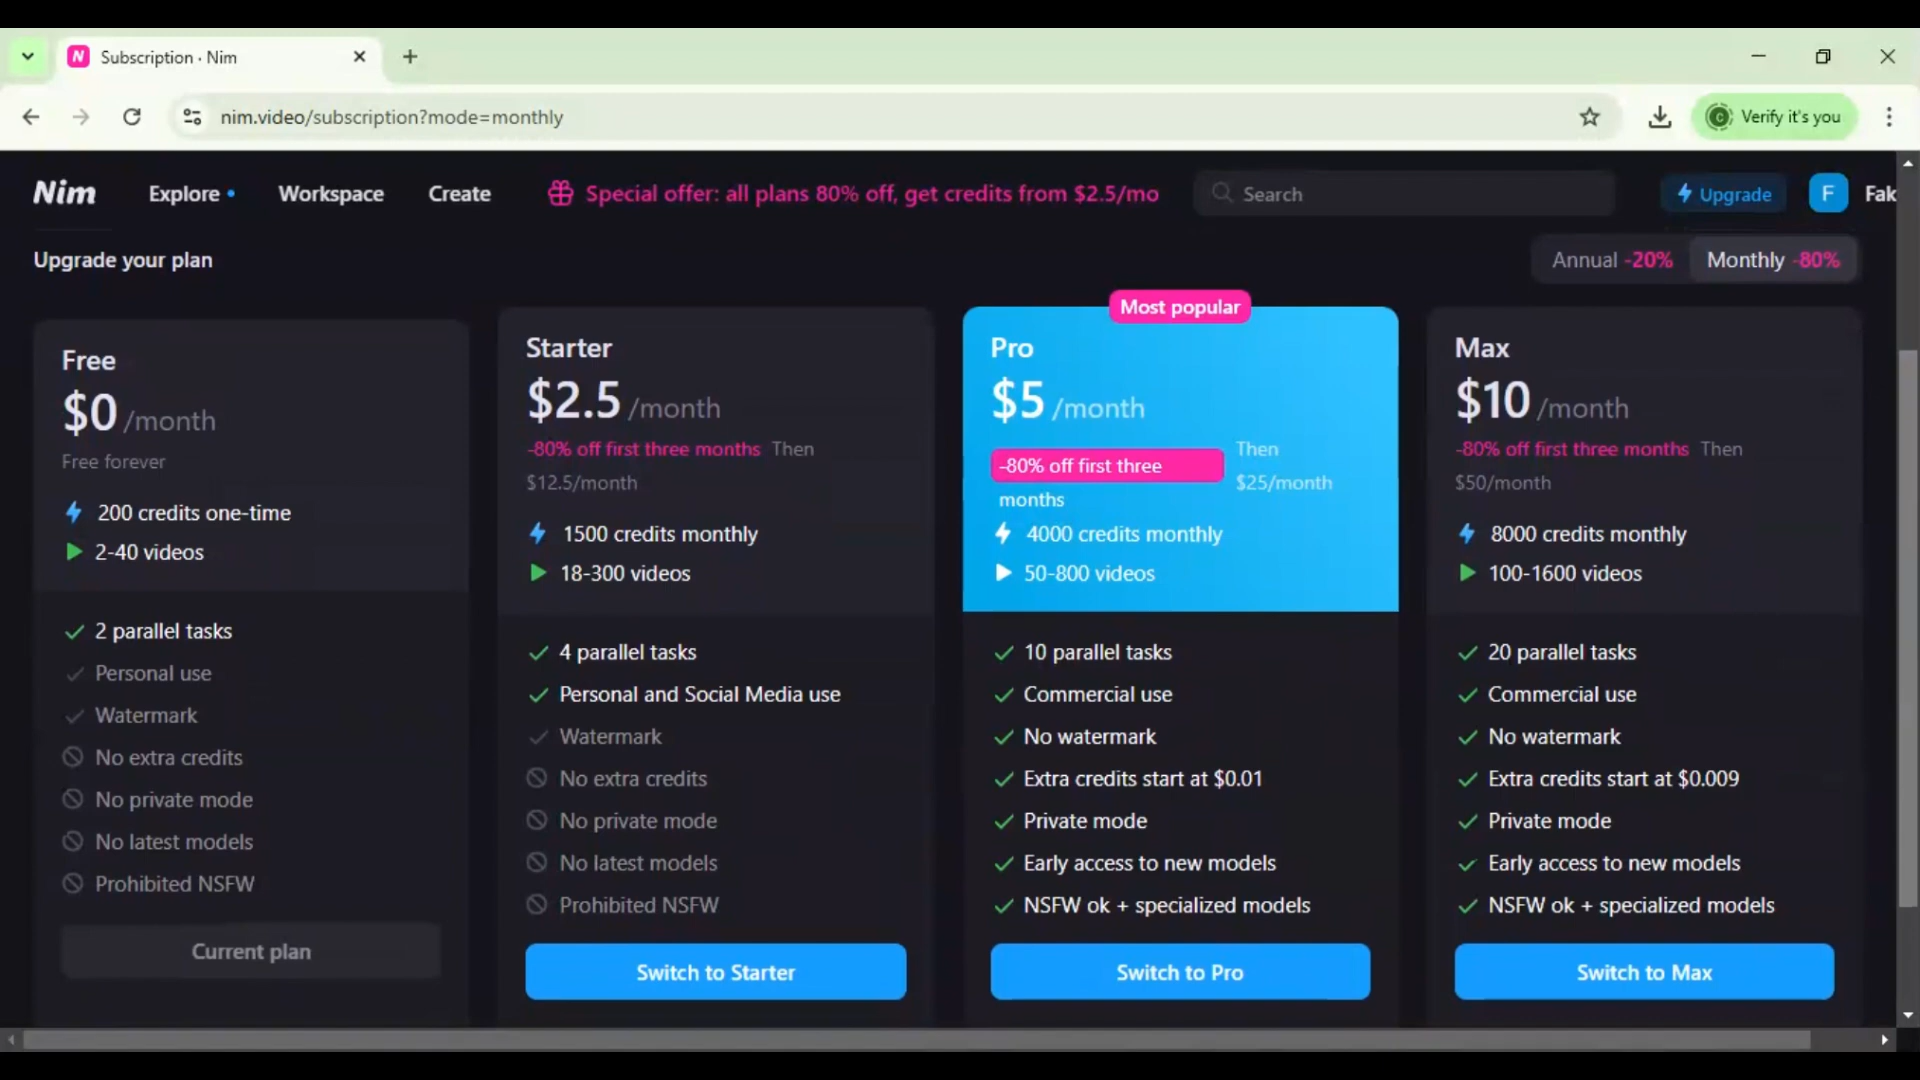 Subscription · Nim
nim.video/subscription?mode=monthly
Verify it's you
Nim
Explore
Workspace
Create
Special offer: all plans 80% off, get credits from $2.5/mo
Search
Upgrade
F
Fak
Upgrade your plan
Annual -20%
Monthly -80%
Free
$0 /month
Free forever
200 credits one-time
2-40 videos
2 parallel tasks
Personal use
Watermark
No extra credits
No private mode
No latest models
Prohibited NSFW
Current plan
Starter
$2.5 /month
-80% off first three months Then
$12.5/month
1500 credits monthly
18-300 videos
4 parallel tasks
Personal and Social Media use
Watermark
No extra credits
No private mode
No latest models
Prohibited NSFW
Switch to Starter
Most popular
Pro
$5 /month
-80% off first three
months
Then
$25/month
4000 credits monthly
50-800 videos
10 parallel tasks
Commercial use
No watermark
Extra credits start at $0.01
Private mode
Early access to new models
NSFW ok + specialized models
Switch to Pro
Max
$10 /month
-80% off first three months Then
$50/month
8000 credits monthly
100-1600 videos
20 parallel tasks
Commercial use
No watermark
Extra credits start at $0.009
Private mode
Early access to new models
NSFW ok + specialized models
Switch to Max